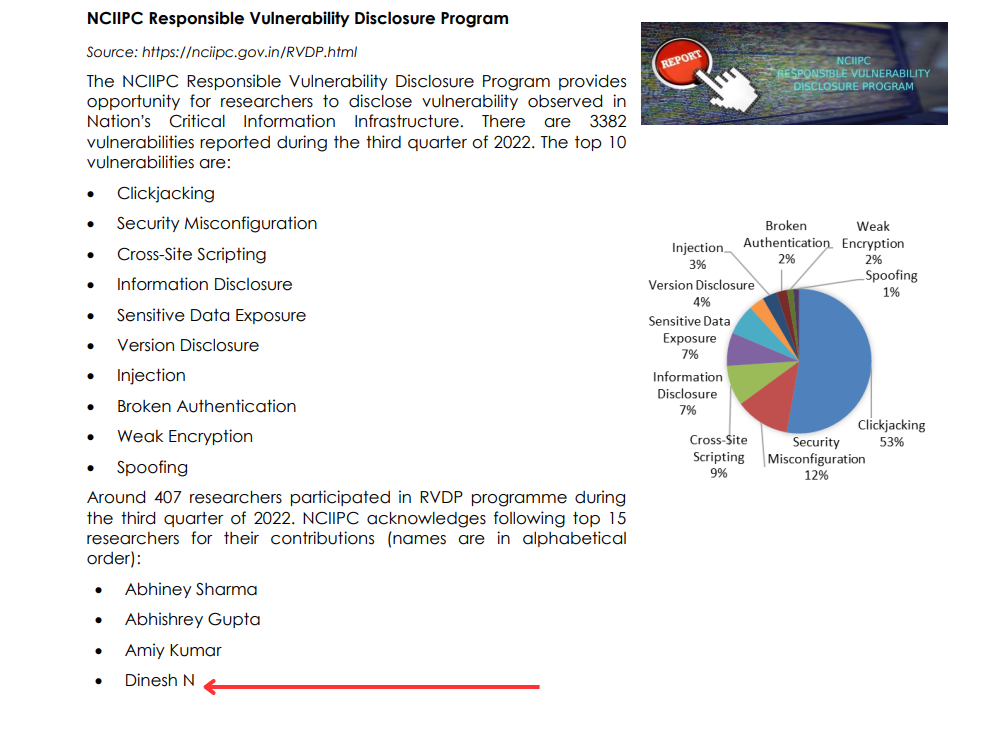 NCIIPC Responsible Vulnerability Disclosure Program
Source: https://nciipc.gov.in/RVDP.html
The NCIIPC Responsible Vulnerability Disclosure Program provides
opportunity for researchers to disclose vulnerability observed in
Nation's Critical Information Infrastructure. There are 3382
vulnerabilities reported during the third quarter of 2022. The top 10
vulnerabilities are:
• Clickjacking
• Security Misconfiguration
• Cross-Site Scripting
• Information Disclosure
• Sensitive Data Exposure
• Version Disclosure
• Injection
• Broken Authentication
• Weak Encryption
• Spoofing
Around 407 researchers participated in RVDP programme during
the third quarter of 2022. NCIIPC acknowledges following top 15
researchers for their contributions (names are in alphabetical
order):
• Abhiney Sharma
• Abhishrey Gupta
• Amiy Kumar
• Dinesh N
REPORT
NCIIPC
RESPONSIBLE VULNERABILITY
DISCLOSURE PROGRAM
Broken
Authentication
2%
Weak
Encryption
2%
Spoofing
1%
Injection
3%
Version Disclosure
4%
Sensitive Data
Exposure
7%
Information
Disclosure
7%
Cross-Site
Scripting
9%
Security
Misconfiguration
12%
Clickjacking
53%